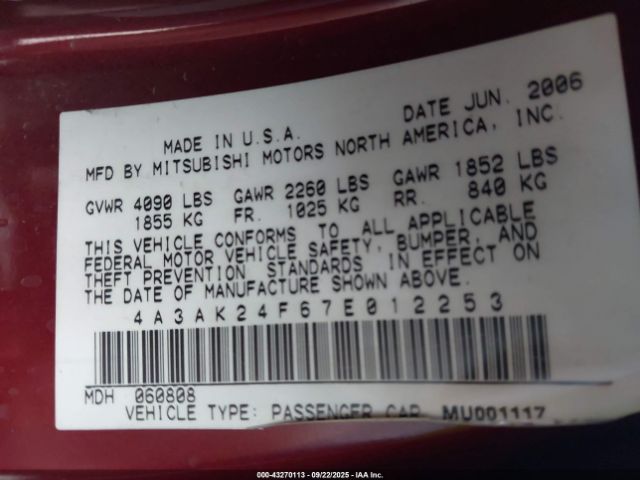 MADE IN U.S.A. DATE JUN. 2006
MFD BY MITSUBISHI MOTORS NORTH AMERICA, INC.
GVWR 4090 LBS GAWR 2260 LBS GAWR 1852 LBS
1855 KG FR. 1025 KG RR. 840 KG
THIS VEHICLE CONFORMS TO ALL APPLICABLE
FEDERAL MOTOR VEHICLE SAFETY, BUMPER, AND
THEFT PREVENTION STANDARDS IN EFFECT ON
THE DATE OF MANUFACTURE SHOWN ABOVE.
4A3AK24F67E012253
MDH 060808
VEHICLE TYPE: PASSENGER CAR MU001117
000-43270113 - 09/22/2025 - IAAI.COM